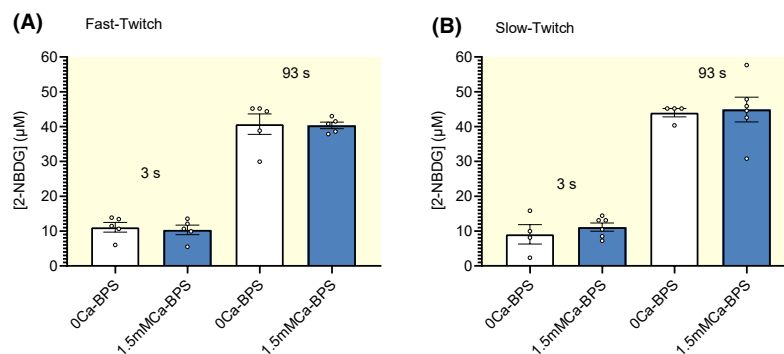 (A) Fast-Twitch
[2-NBDG] (µM)
60
50
40
30
20
10
0
3 s
93 s
0Ca-BPS
1.5mMCa-BPS
0Ca-BPS
1.5mMCa-BPS
(B) Slow-Twitch
[2-NBDG] (µM)
60
50
40
30
20
10
0
3 s
93 s
0Ca-BPS
1.5mMCa-BPS
0Ca-BPS
1.5mMCa-BPS